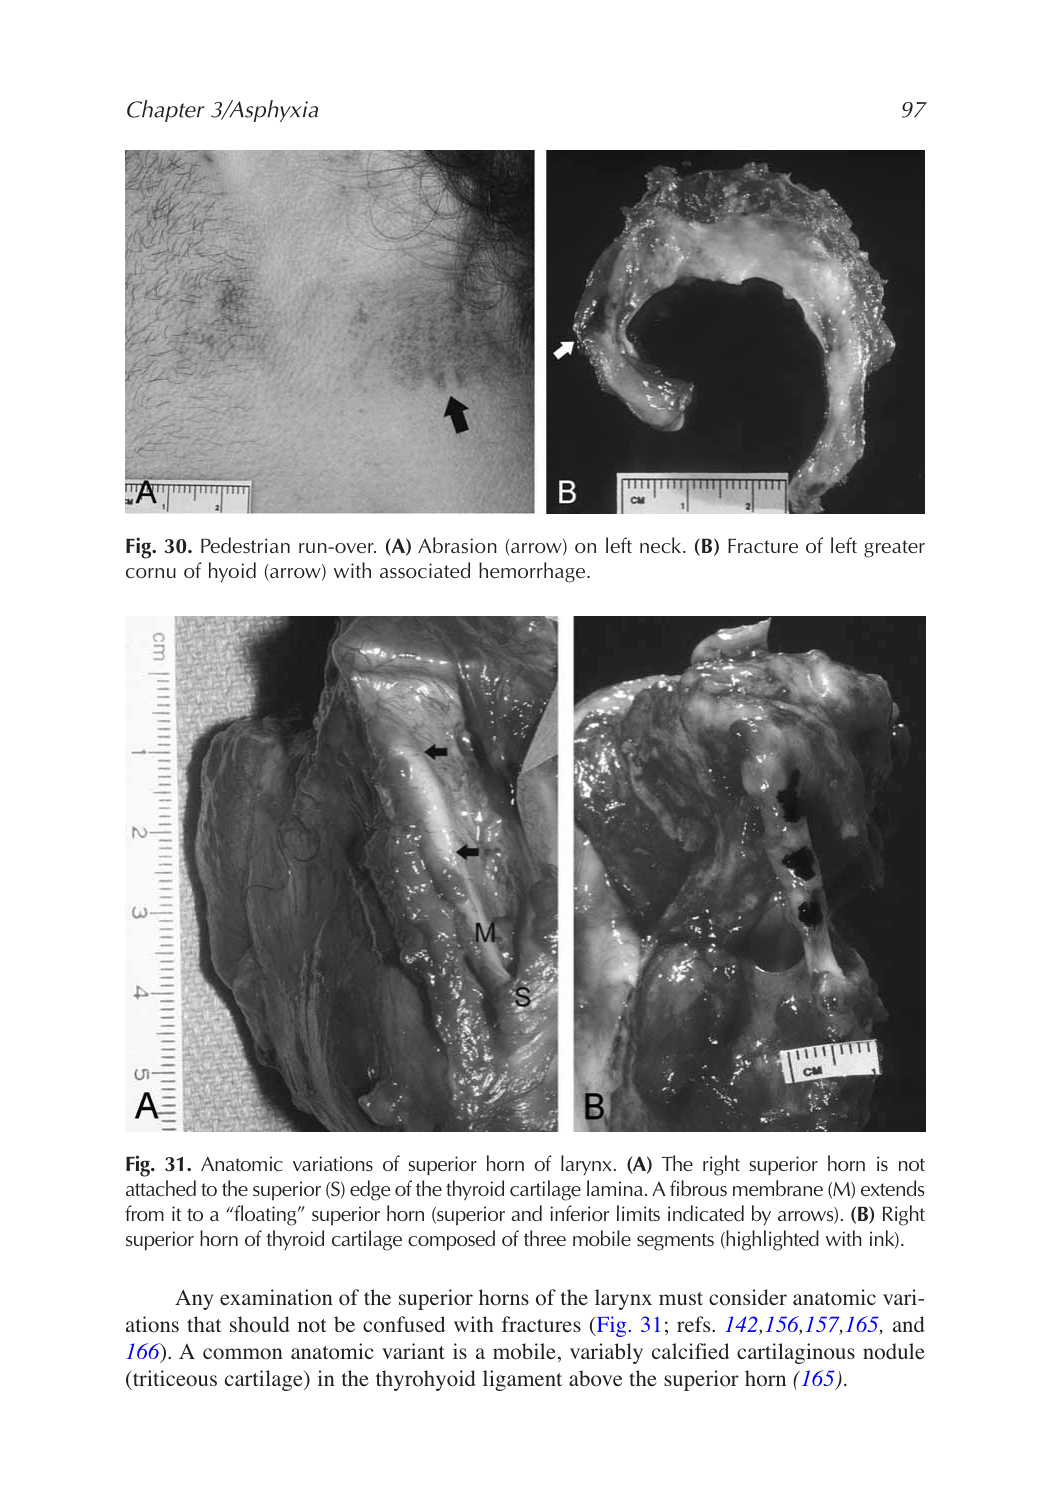 Chapter 3/Asphyxia 97
A
CM
1
2
B
CM
1
2
Fig. 30. Pedestrian run-over. (A) Abrasion (arrow) on left neck. (B) Fracture of left greater
cornu of hyoid (arrow) with associated hemorrhage.
cm
1
2
3
4
5
M
S
A
B
CM
1
Fig. 31. Anatomic variations of superior horn of larynx. (A) The right superior horn is not
attached to the superior (S) edge of the thyroid cartilage lamina. A fibrous membrane (M) extends
from it to a “floating” superior horn (superior and inferior limits indicated by arrows). (B) Right
superior horn of thyroid cartilage composed of three mobile segments (highlighted with ink).
Any examination of the superior horns of the larynx must consider anatomic vari-
ations that should not be confused with fractures (Fig. 31; refs. 142,156,157,165, and
166). A common anatomic variant is a mobile, variably calcified cartilaginous nodule
(triticeous cartilage) in the thyrohyoid ligament above the superior horn (165).